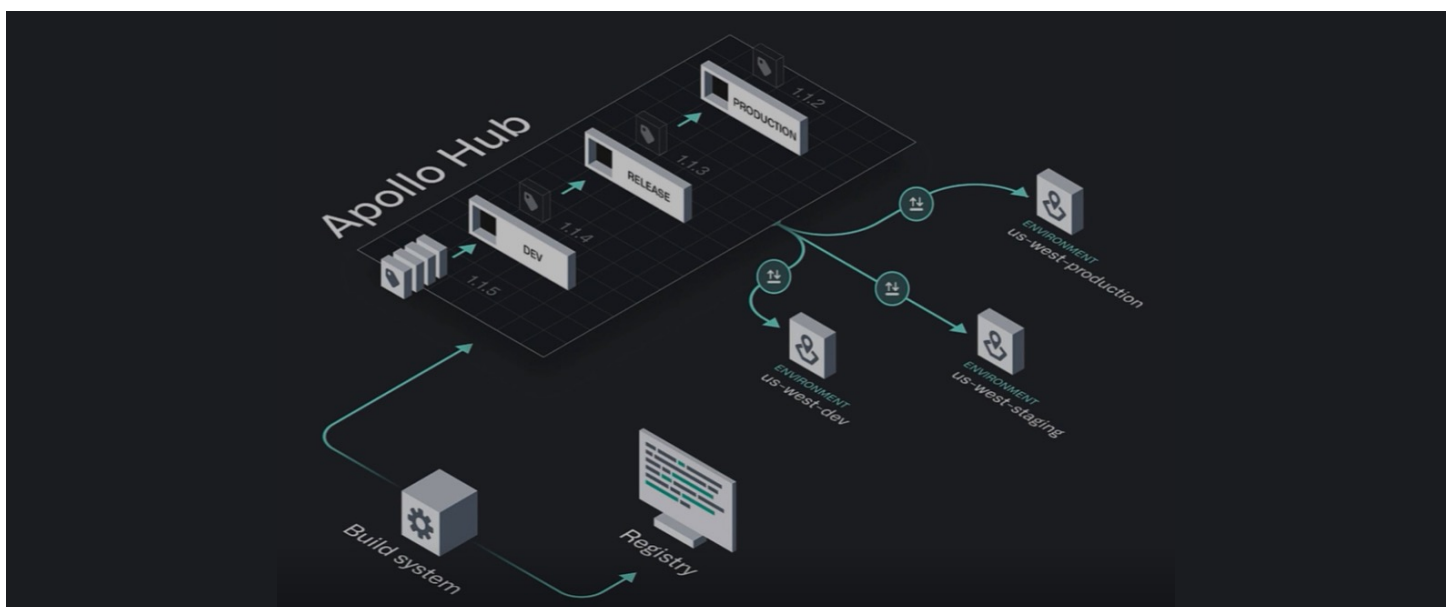 Apollo Hub
PRODUCTION
1.1.2
RELEASE
1.1.3
DEV
1.1.4
1.1.5
ENVIRONMENT
us-west-production
ENVIRONMENT
us-west-staging
ENVIRONMENT
us-west-dev
Build system
Registry